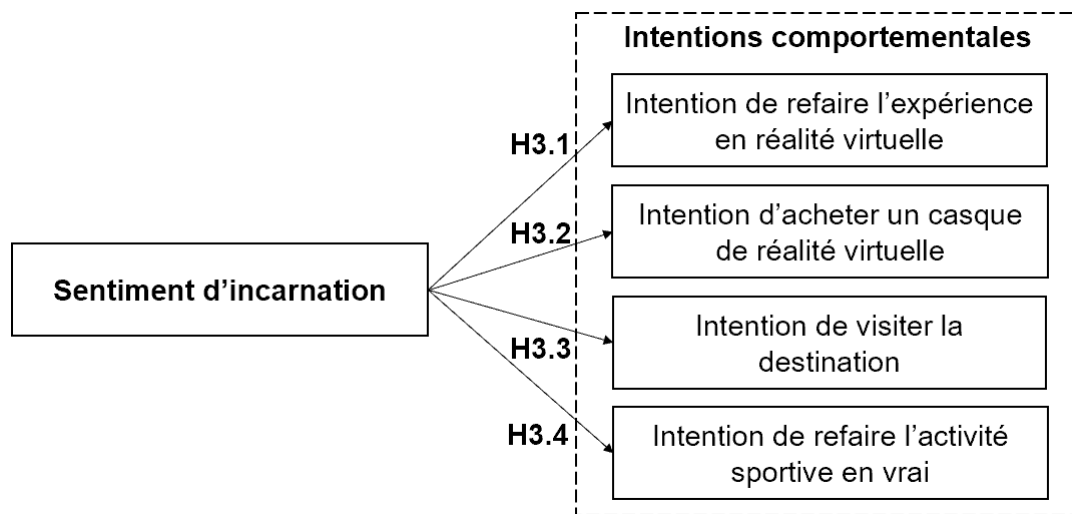 Intentions comportementales
Intention de refaire l’expérience
en réalité virtuelle
H3.1
Intention d’acheter un casque
de réalité virtuelle
H3.2
Sentiment d’incarnation
Intention de visiter la
destination
H3.3
Intention de refaire l’activité
sportive en vrai
H3.4